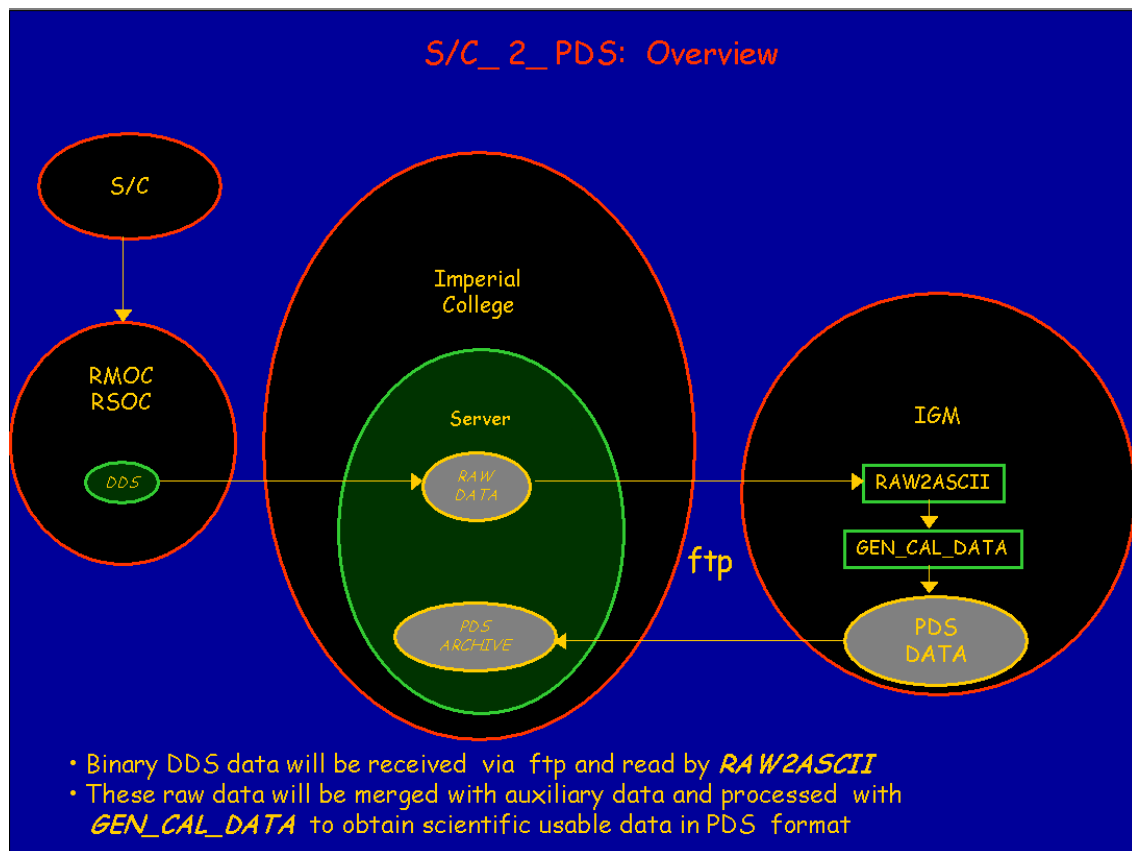 S/C_ 2_ PDS: Overview
S/C
RMOC
RSOC
DDS
Imperial
College
Server
RAW
DATA
PDS
ARCHIVE
ftp
IGM
RAW2ASCII
GEN_CAL_DATA
PDS
DATA
• Binary DDS data will be received via ftp and read by RAW2ASCII
• These raw data will be merged with auxiliary data and processed with
GEN_CAL_DATA to obtain scientific usable data in PDS format